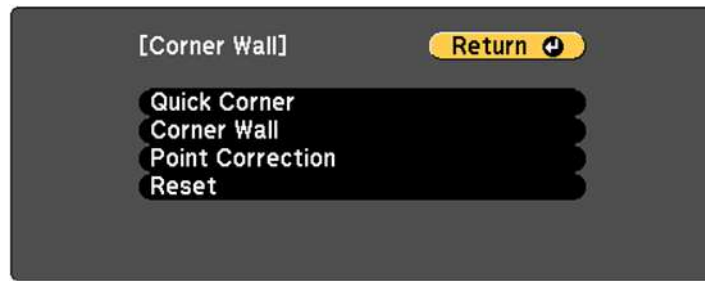 [Corner Wall] Return
Quick Corner
Corner Wall
Point Correction
Reset